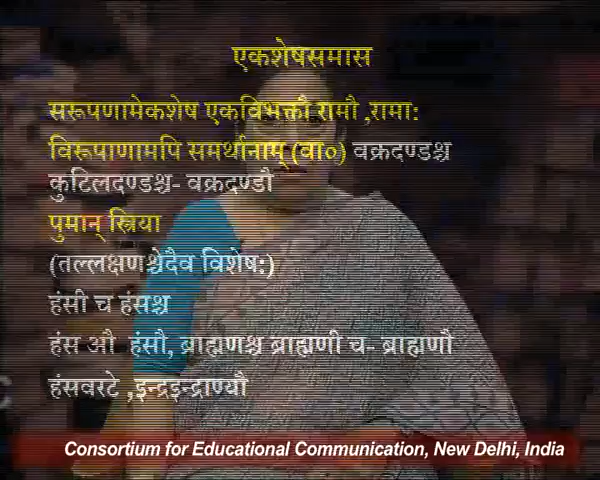 एकशेषसमास
सरूपणामेकशेष एकविभक्तौ रामौ ,रामा:
विरूपाणामपि समर्थानाम् (वा०) वक्रदण्डश्च
कुटिलदण्डश्च- वक्रदण्डौ
पुमान् स्त्रिया
(तल्लक्षणश्चेदैव विशेष:)
हंसी च हंसश्च
हंस औ हंसौ, ब्राह्मणश्च ब्राह्मणी च- ब्राह्मणौ
हंसवरटे ,इन्द्रइन्द्राण्यौ
Consortium for Educational Communication, New Delhi, India